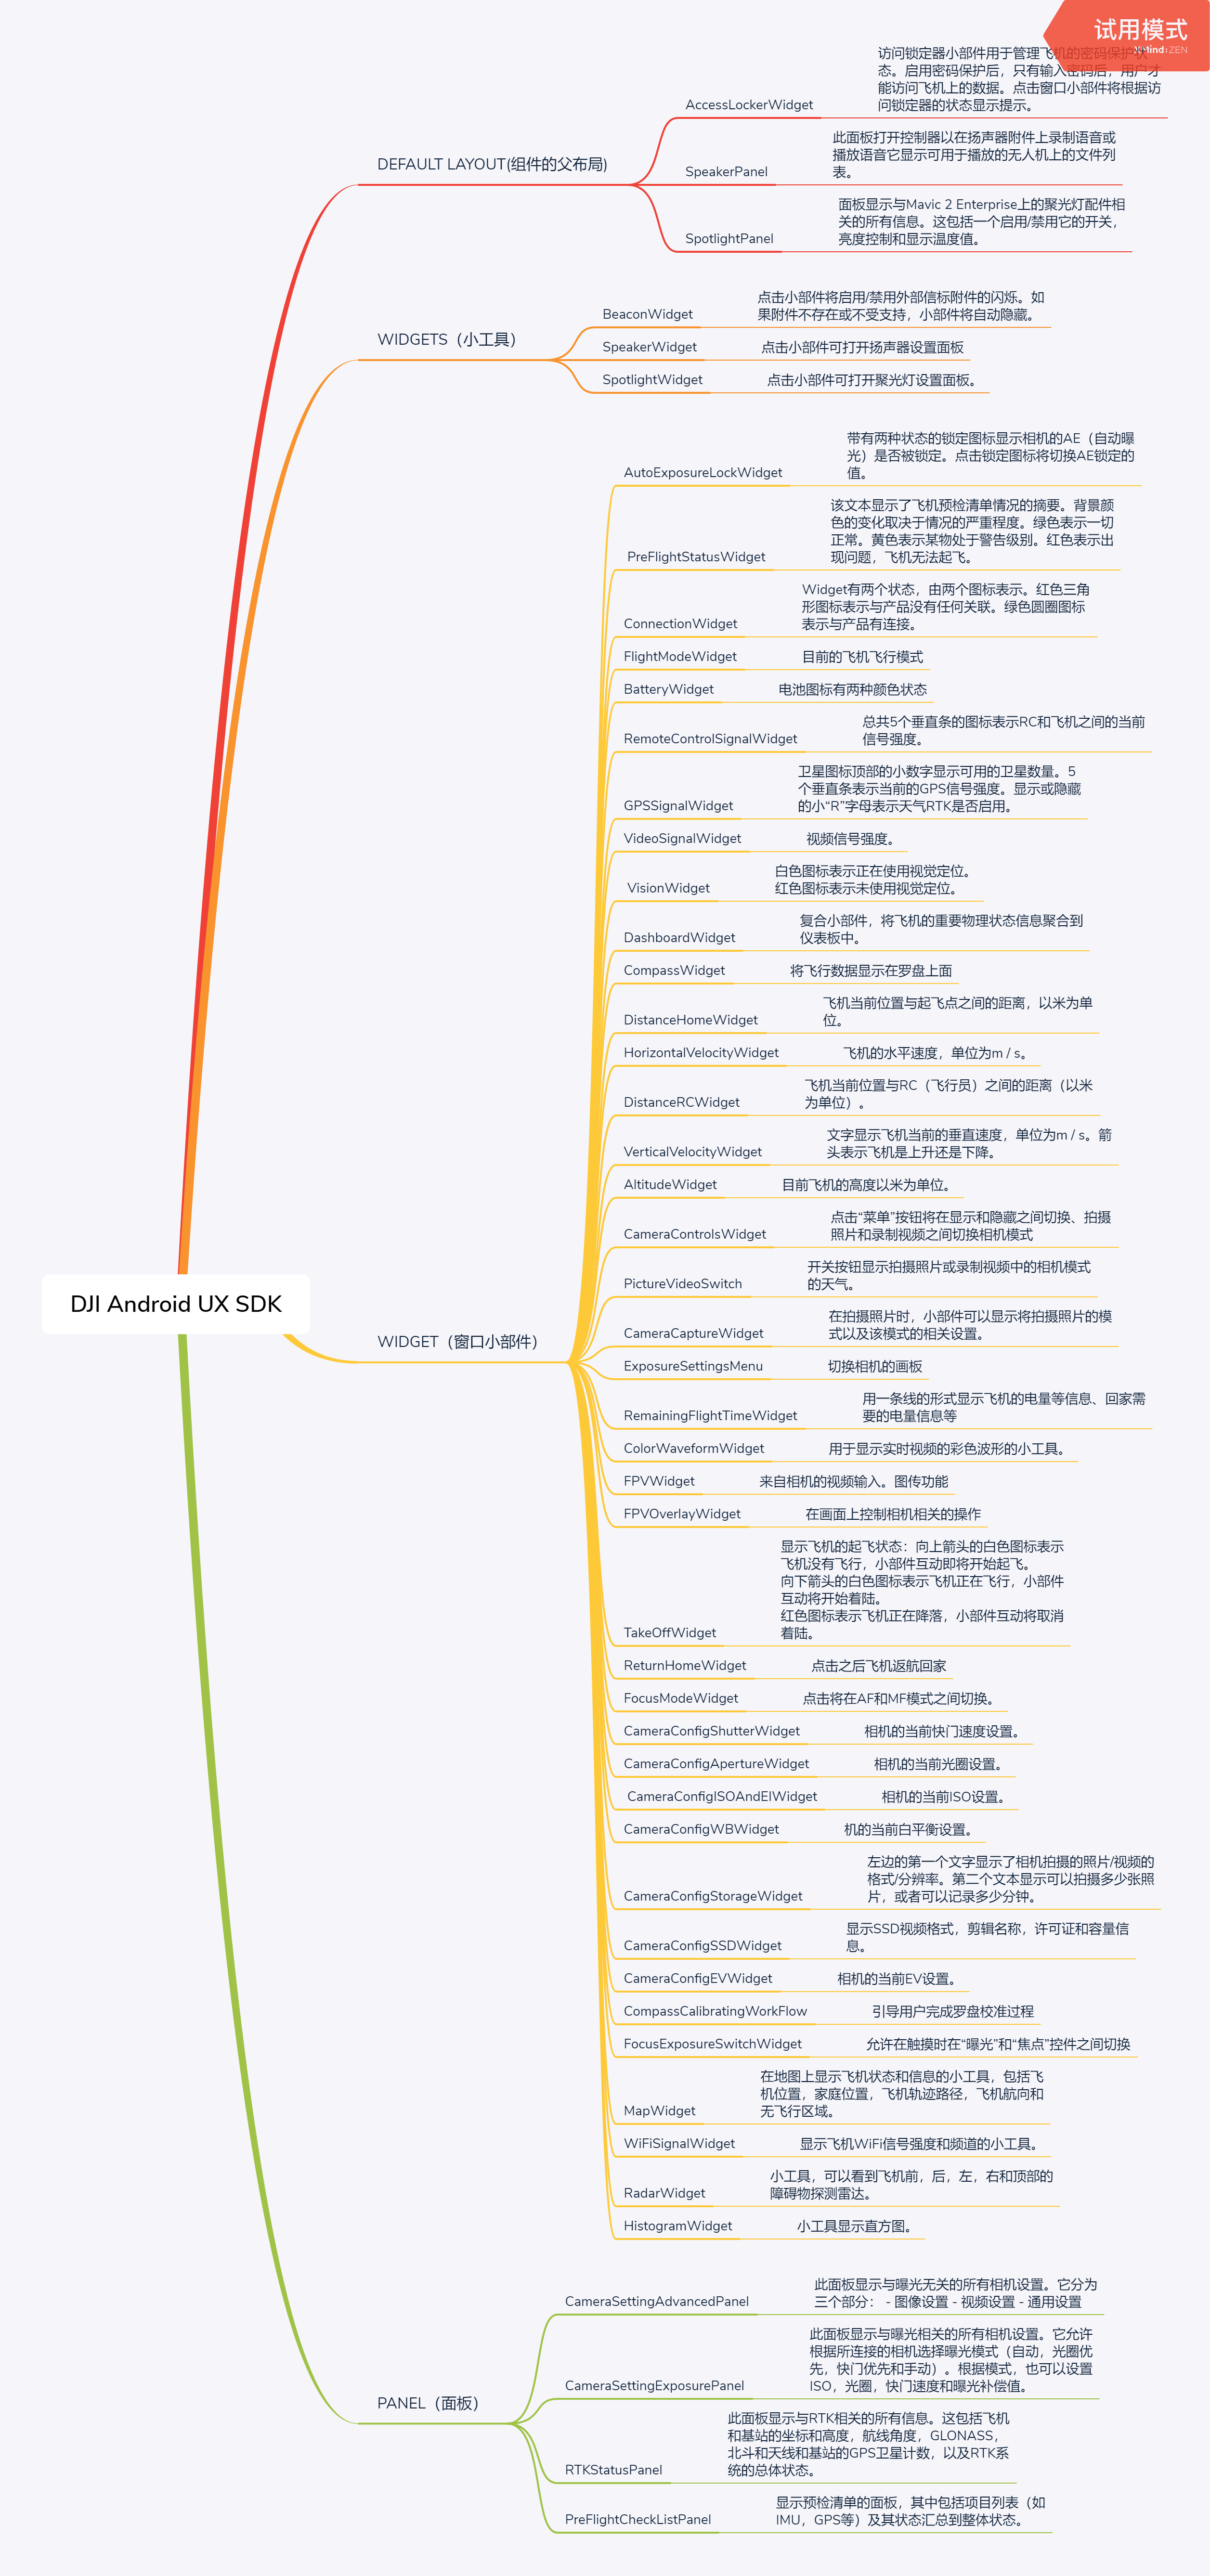 试用模式
XMind:ZEN
访问锁定器小部件用于管理飞机的密码保护状
态。启用密码保护后，只有输入密码后，用户才
能访问飞机上的数据。点击窗口小部件将根据访
问锁定器的状态显示提示。
AccessLockerWidget
DEFAULT LAYOUT(组件的父布局)
此面板打开控制器以在扬声器附件上录制语音或
播放语音它显示可用于播放的无人机上的文件列
表。
SpeakerPanel
面板显示与Mavic 2 Enterprise上的聚光灯配件相
关的所有信息。这包括一个启用/禁用它的开关，
亮度控制和显示温度值。
SpotlightPanel
WIDGETS（小工具）
点击小部件将启用/禁用外部信标附件的闪烁。如
果附件不存在或不受支持，小部件将自动隐藏。
BeaconWidget
SpeakerWidget
点击小部件可打开扬声器设置面板
SpotlightWidget
点击小部件可打开聚光灯设置面板。
带有两种状态的锁定图标显示相机的AE（自动曝
光）是否被锁定。点击锁定图标将切换AE锁定的
值。
AutoExposureLockWidget
该文本显示了飞机预检清单情况的摘要。背景颜
色的变化取决于情况的严重程度。绿色表示一切
正常。黄色表示某物处于警告级别。红色表示出
现问题，飞机无法起飞。
PreFlightStatusWidget
Widget有两个状态，由两个图标表示。红色三角
形图标表示与产品没有任何关联。绿色圆圈图标
表示与产品有连接。
ConnectionWidget
FlightModeWidget
目前的飞机飞行模式
BatteryWidget
电池图标有两种颜色状态
总共5个垂直条的图标表示RC和飞机之间的当前
信号强度。
RemoteControlSignalWidget
卫星图标顶部的小数字显示可用的卫星数量。5
个垂直条表示当前的GPS信号强度。显示或隐藏
的小“R”字母表示天气RTK是否启用。
GPSSignalWidget
VideoSignalWidget
视频信号强度。
白色图标表示正在使用视觉定位。
红色图标表示未使用视觉定位。
VisionWidget
复合小部件，将飞机的重要物理状态信息聚合到
仪表板中。
DashboardWidget
CompassWidget
将飞行数据显示在罗盘上面
飞机当前位置与起飞点之间的距离，以米为单
位。
DistanceHomeWidget
HorizontalVelocityWidget
飞机的水平速度，单位为m / s。
飞机当前位置与RC（飞行员）之间的距离（以米
为单位）。
DistanceRCWidget
文字显示飞机当前的垂直速度，单位为m / s。箭
头表示飞机是上升还是下降。
VerticalVelocityWidget
AltitudeWidget
目前飞机的高度以米为单位。
点击“菜单”按钮将在显示和隐藏之间切换、拍摄
照片和录制视频之间切换相机模式
CameraControlsWidget
开关按钮显示拍摄照片或录制视频中的相机模式
的天气。
PictureVideoSwitch
DJI Android UX SDK
WIDGET（窗口小部件）
在拍摄照片时，小部件可以显示将拍摄照片的模
式以及该模式的相关设置。
CameraCaptureWidget
ExposureSettingsMenu
切换相机的画板
用一条线的形式显示飞机的电量等信息、回家需
要的电量信息等
RemainingFlightTimeWidget
ColorWaveformWidget
用于显示实时视频的彩色波形的小工具。
FPVWidget
来自相机的视频输入。图传功能
FPVOverlayWidget
在画面上控制相机相关的操作
显示飞机的起飞状态：向上箭头的白色图标表示
飞机没有飞行，小部件互动即将开始起飞。
向下箭头的白色图标表示飞机正在飞行，小部件
互动将开始着陆。
红色图标表示飞机正在降落，小部件互动将取消
着陆。
TakeOffWidget
ReturnHomeWidget
点击之后飞机返航回家
FocusModeWidget
点击将在AF和MF模式之间切换。
CameraConfigShutterWidget
相机的当前快门速度设置。
CameraConfigApertureWidget
相机的当前光圈设置。
CameraConfigISOAndEIWidget
相机的当前ISO设置。
CameraConfigWBWidget
机的当前白平衡设置。
左边的第一个文字显示了相机拍摄的照片/视频的
格式/分辨率。第二个文本显示可以拍摄多少张照
片，或者可以记录多少分钟。
CameraConfigStorageWidget
显示SSD视频格式，剪辑名称，许可证和容量信
息。
CameraConfigSSDWidget
CameraConfigEVWidget
相机的当前EV设置。
CompassCalibratingWorkFlow
引导用户完成罗盘校准过程
FocusExposureSwitchWidget
允许在触摸时在“曝光”和“焦点”控件之间切换
在地图上显示飞机状态和信息的小工具，包括飞
机位置，家庭位置，飞机轨迹路径，飞机航向和
无飞行区域。
MapWidget
WiFiSignalWidget
显示飞机WiFi信号强度和频道的小工具。
小工具，可以看到飞机前，后，左，右和顶部的
障碍物探测雷达。
RadarWidget
HistogramWidget
小工具显示直方图。
此面板显示与曝光无关的所有相机设置。它分为
三个部分： - 图像设置 - 视频设置 - 通用设置
CameraSettingAdvancedPanel
此面板显示与曝光相关的所有相机设置。它允许
根据所连接的相机选择曝光模式（自动，光圈优
先，快门优先和手动）。根据模式，也可以设置
ISO，光圈，快门速度和曝光补偿值。
CameraSettingExposurePanel
PANEL（面板）
此面板显示与RTK相关的所有信息。这包括飞机
和基站的坐标和高度，航线角度，GLONASS，
北斗和天线和基站的GPS卫星计数，以及RTK系
统的总体状态。
RTKStatusPanel
显示预检清单的面板，其中包括项目列表（如
IMU，GPS等）及其状态汇总到整体状态。
PreFlightCheckListPanel